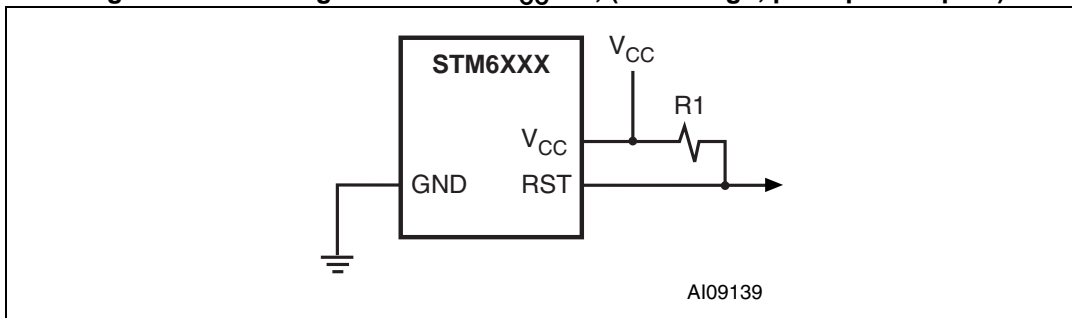 V_CC
STM6XXX
R1
V_CC
GND RST
AI09139